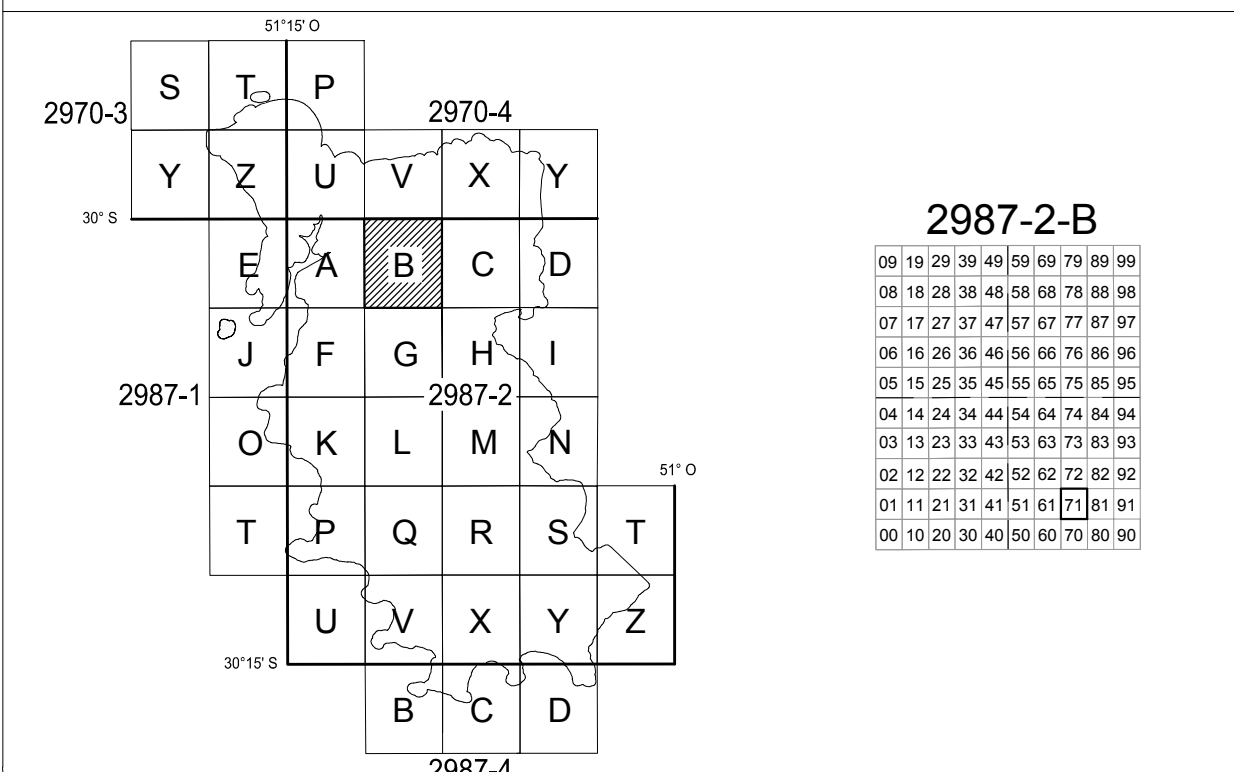 51°15' O
S T P
2970-3
2970-4
Y Z U V X Y
30° S
E A B C D
J F G H I
2987-1
2987-2
O K L M N
51° O
T P Q R S T
U V X Y Z
30°15' S
B C D
2987-4
2987-2-B
09 19 29 39 49 59 69 79 89 99
08 18 28 38 48 58 68 78 88 98
07 17 27 37 47 57 67 77 87 97
06 16 26 36 46 56 66 76 86 96
05 15 25 35 45 55 65 75 85 95
04 14 24 34 44 54 64 74 84 94
03 13 23 33 43 53 63 73 83 93
02 12 22 32 42 52 62 72 82 92
01 11 21 31 41 51 61 71 81 91
00 10 20 30 40 50 60 70 80 90